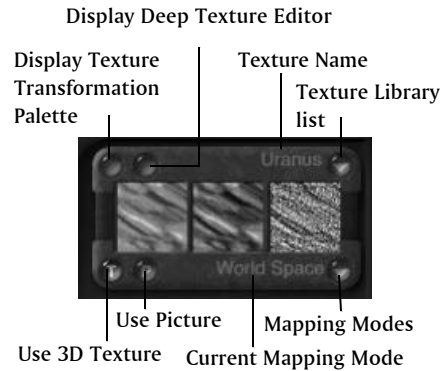 Display Deep Texture Editor
Display Texture
Transformation
Palette
Texture Name
Texture Library
list
Uranus
World Space
Use Picture
Mapping Modes
Use 3D Texture
Current Mapping Mode